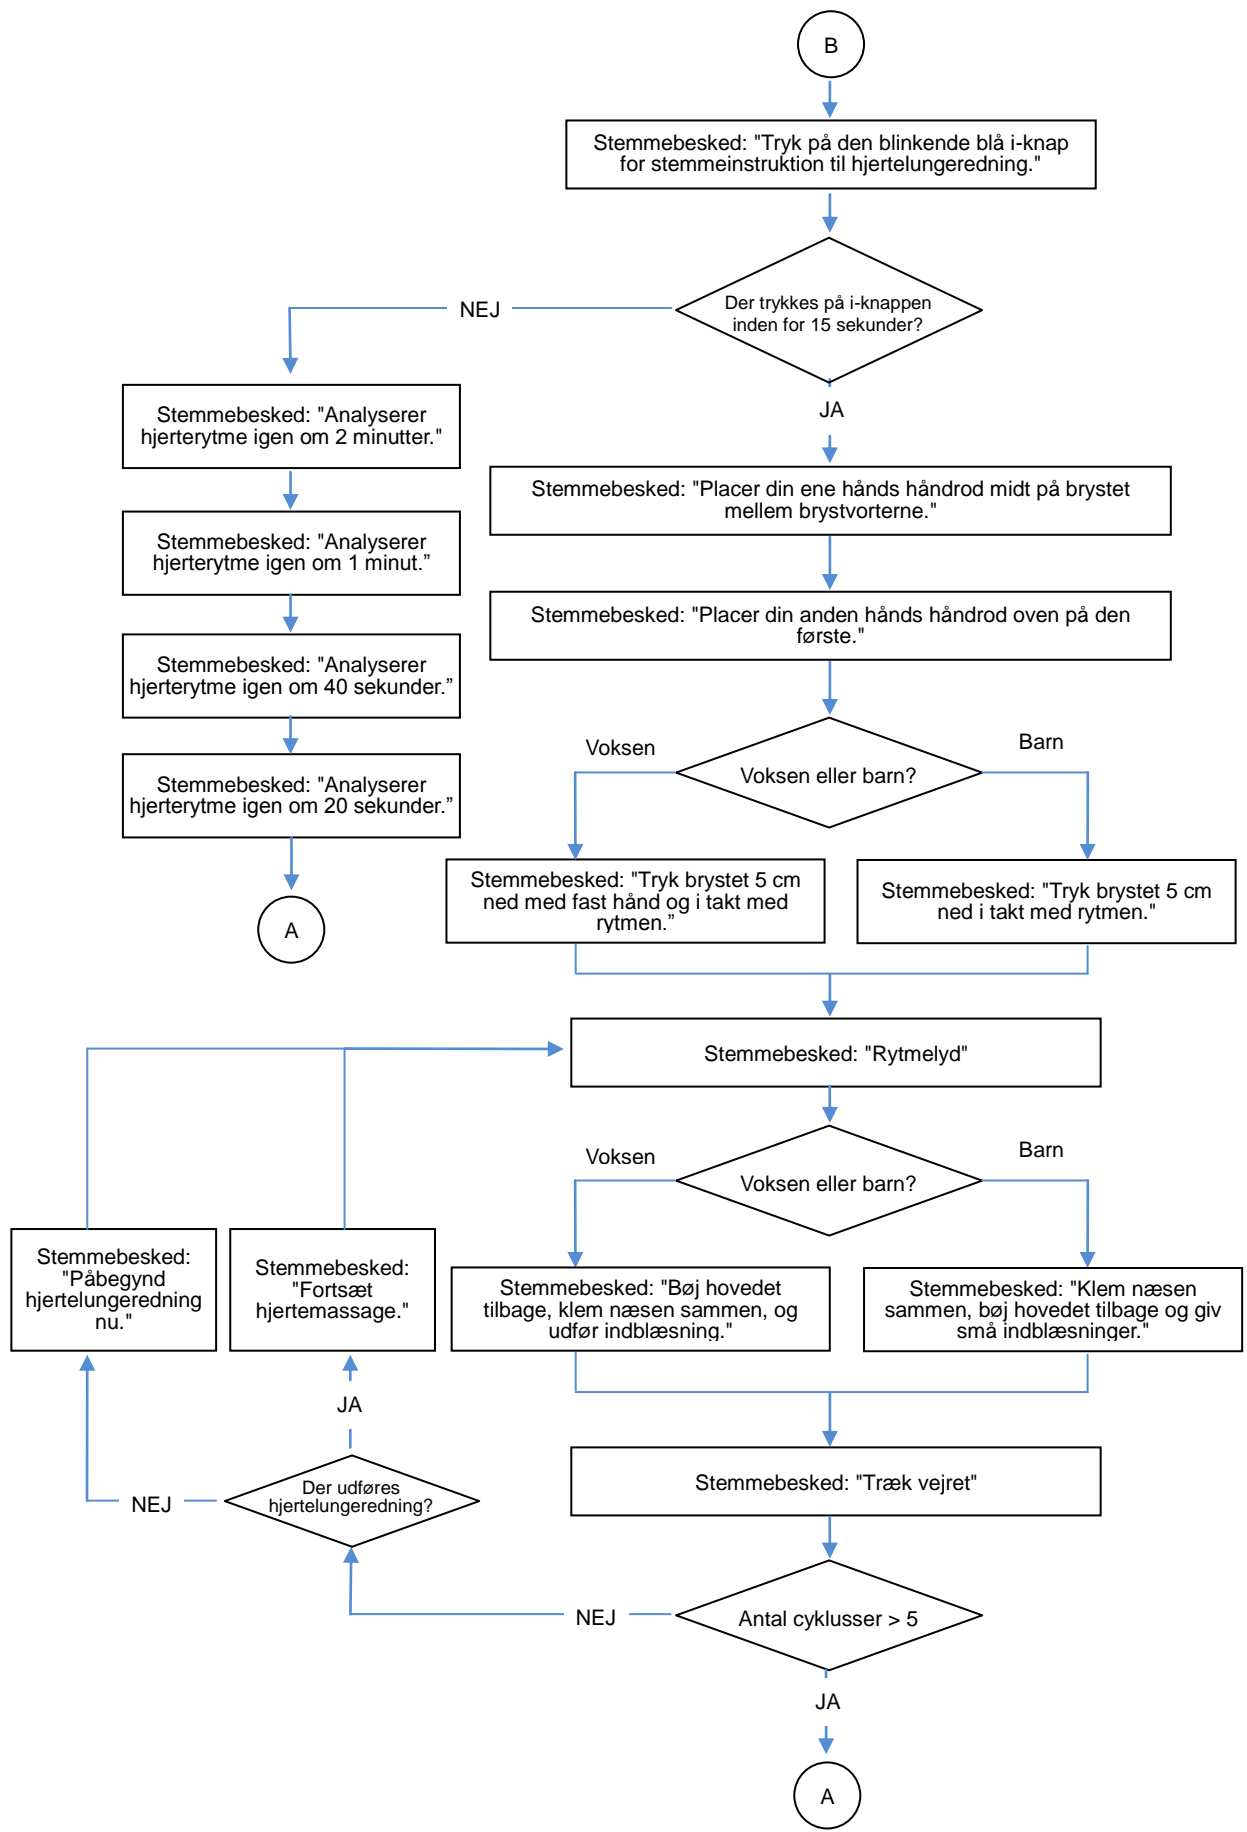 B
Stemmebesked: "Tryk på den blinkende blå i-knap
for stemmeinstruktion til hjertelungeredning."
Der trykkes på i-knappen
inden for 15 sekunder?
NEJ
JA
Stemmebesked: "Analyserer
hjerterytme igen om 2 minutter."
Stemmebesked: "Analyserer
hjerterytme igen om 1 minut.”
Stemmebesked: "Analyserer
hjerterytme igen om 40 sekunder.”
Stemmebesked: "Analyserer
hjerterytme igen om 20 sekunder.”
A
Stemmebesked: "Placer din ene hånds håndrod midt på brystet
mellem brystvorterne."
Stemmebesked: "Placer din anden hånds håndrod oven på den
første."
Voksen
Barn
Voksen eller barn?
Stemmebesked: "Tryk brystet 5 cm
ned med fast hånd og i takt med
rytmen.”
Stemmebesked: "Tryk brystet 5 cm
ned i takt med rytmen."
Stemmebesked: "Rytmelyd"
Voksen
Barn
Voksen eller barn?
Stemmebesked:
"Påbegynd
hjertelungeredning
nu."
Stemmebesked:
"Fortsæt
hjertemassage."
Stemmebesked: "Bøj hovedet
tilbage, klem næsen sammen, og
udfør indblæsning."
Stemmebesked: "Klem næsen
sammen, bøj hovedet tilbage og giv
små indblæsninger."
JA
Der udføres
hjertelungeredning?
NEJ
Stemmebesked: "Træk vejret"
NEJ
Antal cyklusser > 5
JA
A